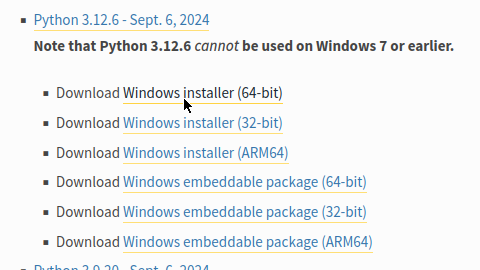 Python 3.12.6 - Sept. 6, 2024
Note that Python 3.12.6 cannot be used on Windows 7 or earlier.
Download Windows installer (64-bit)
Download Windows installer (32-bit)
Download Windows installer (ARM64)
Download Windows embeddable package (64-bit)
Download Windows embeddable package (32-bit)
Download Windows embeddable package (ARM64)
Python 3.9.20 - Sept. 6, 2024